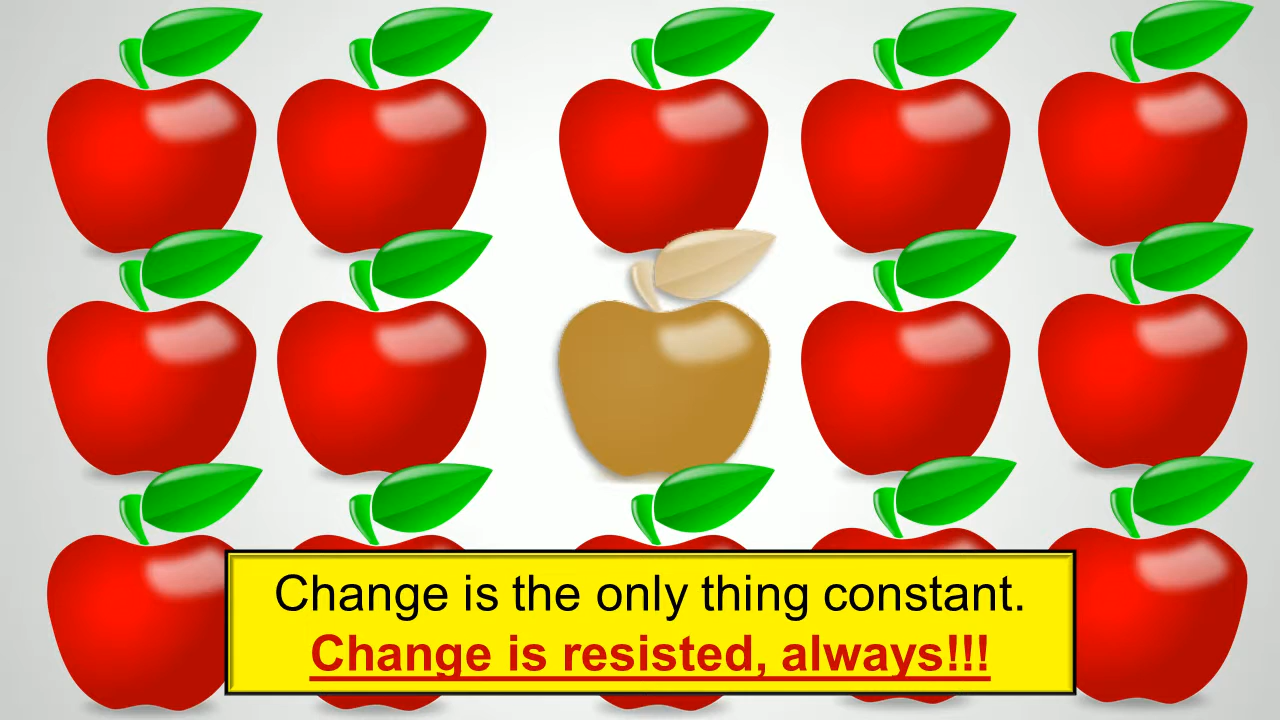 Change is the only thing constant.
Change is resisted, always!!!